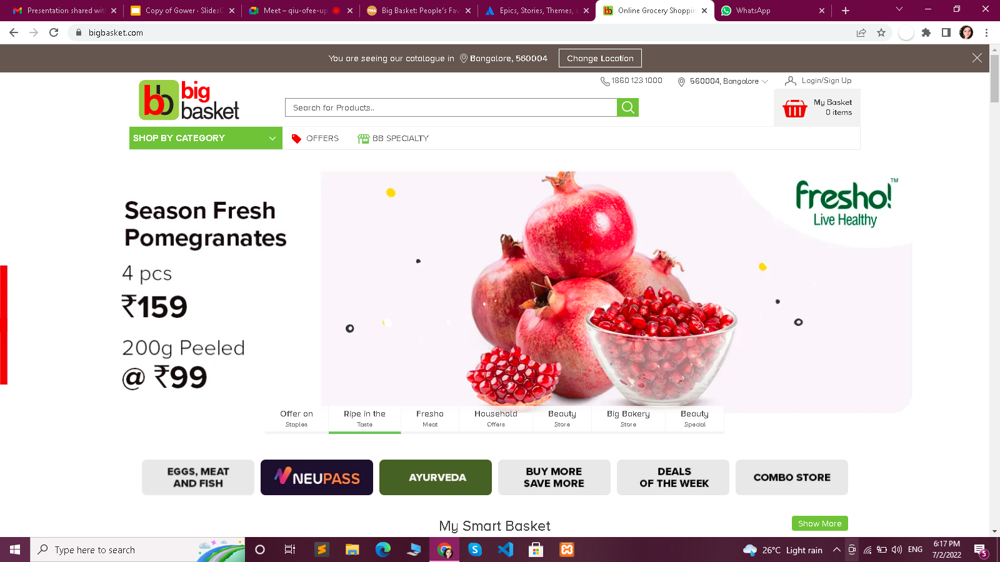 Presentation shared wit
Copy of Gower - SlidesC
Meet – qiu-ofee-up
Big Basket: People's Fav
Epics, Stories, Themes, a
Online Grocery Shoppin
WhatsApp
bigbasket.com
You are seeing our catalogue in Bangalore, 560004 Change Location
bb big basket
1860 123 1000
560004, Bangalore
Login/Sign Up
Search for Products..
My Basket
0 items
SHOP BY CATEGORY
OFFERS
BB SPECIALTY
Season Fresh
Pomegranates
4 pcs
₹159
200g Peeled
@ ₹99
fresho!™
Live Healthy
Offer on
Staples
Ripe in the
Taste
Fresho
Meat
Household
Offers
Beauty
Store
Big Bakery
Store
Beauty
Special
EGGS, MEAT
AND FISH
NEUPASS
AYURVEDA
BUY MORE
SAVE MORE
DEALS
OF THE WEEK
COMBO STORE
My Smart Basket
Show More
Type here to search
26°C Light rain
ENG
6:17 PM
7/2/2022
5